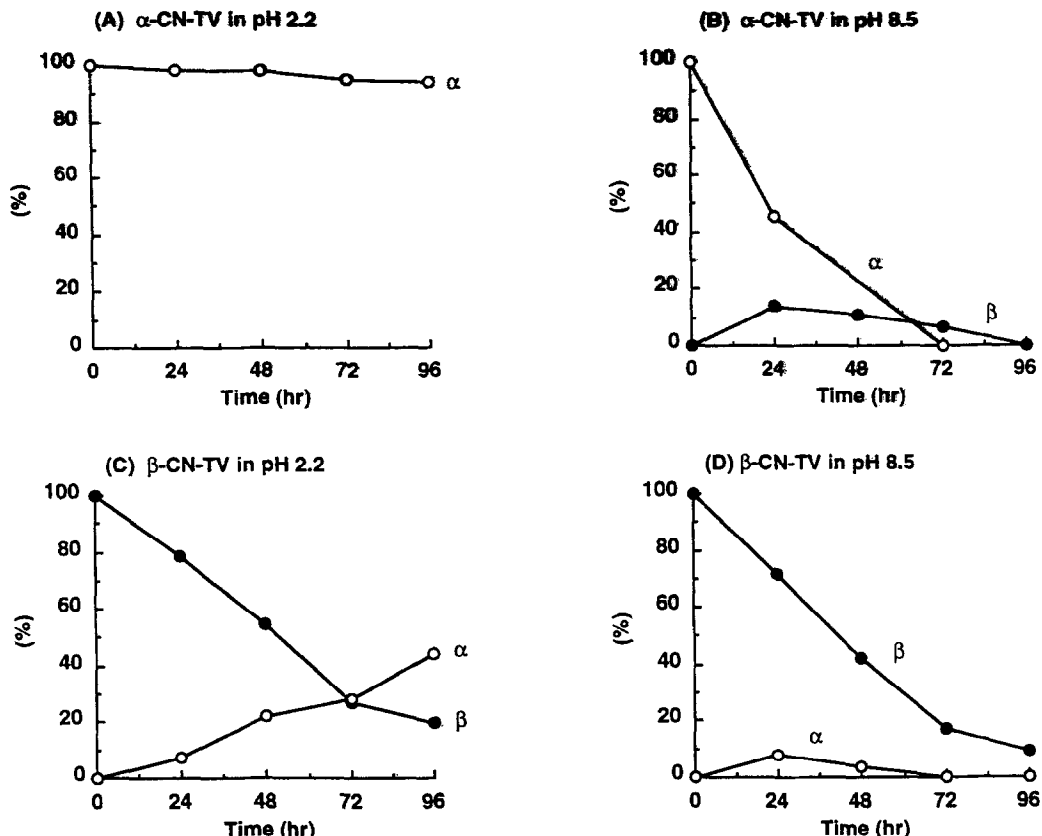 (A) α-CN-TV in pH 2.2
100
80
60
40
20
0
(%)
α
0 24 48 72 96
Time (hr)
(B) α-CN-TV in pH 8.5
100
80
60
40
20
0
(%)
α
β
0 24 48 72 96
Time (hr)
(C) β-CN-TV in pH 2.2
100
80
60
40
20
0
(%)
α
β
0 24 48 72 96
Time (hr)
(D) β-CN-TV in pH 8.5
100
80
60
40
20
0
(%)
β
α
0 24 48 72 96
Time (hr)